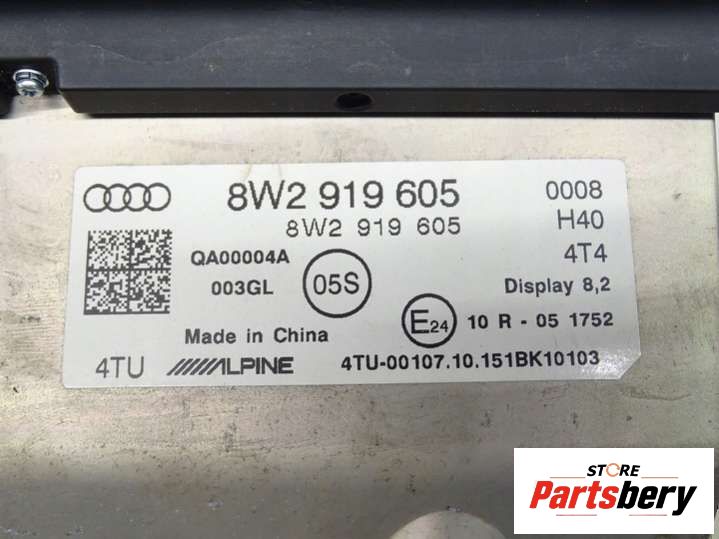 8W2 919 605
0008
8W2 919 605
H40
QA00004A
4T4
003GL
05S
Display 8,2
Made in China
E24
10 R - 05 1752
4TU
ALPINE
4TU-00107.10.151BK10103
STORE
Partsbery